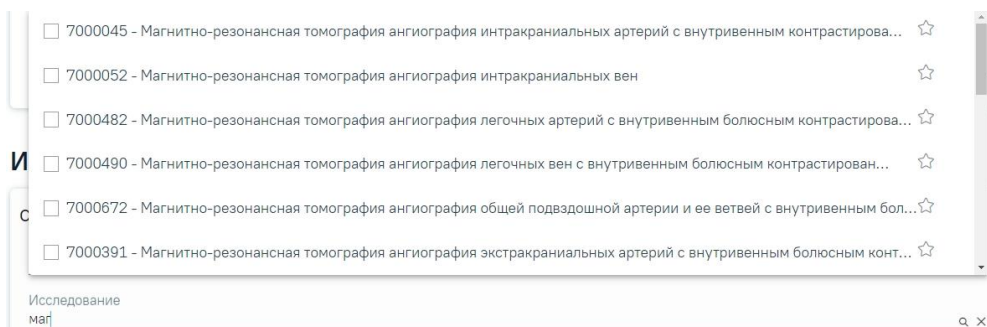 7000045 - Магнитно-резонансная томография ангиография интракраниальных артерий с внутривенным контрастирова...
7000052 - Магнитно-резонансная томография ангиография интракраниальных вен
7000482 - Магнитно-резонансная томография ангиография легочных артерий с внутривенным болюсным контрастирова...
7000490 - Магнитно-резонансная томография ангиография легочных вен с внутривенным болюсным контрастирован...
И
7000672 - Магнитно-резонансная томография ангиография общей подвздошной артерии и ее ветвей с внутривенным бол...
7000391 - Магнитно-резонансная томография ангиография экстракраниальных артерий с внутривенным болюсным конт...
Исследование
маг